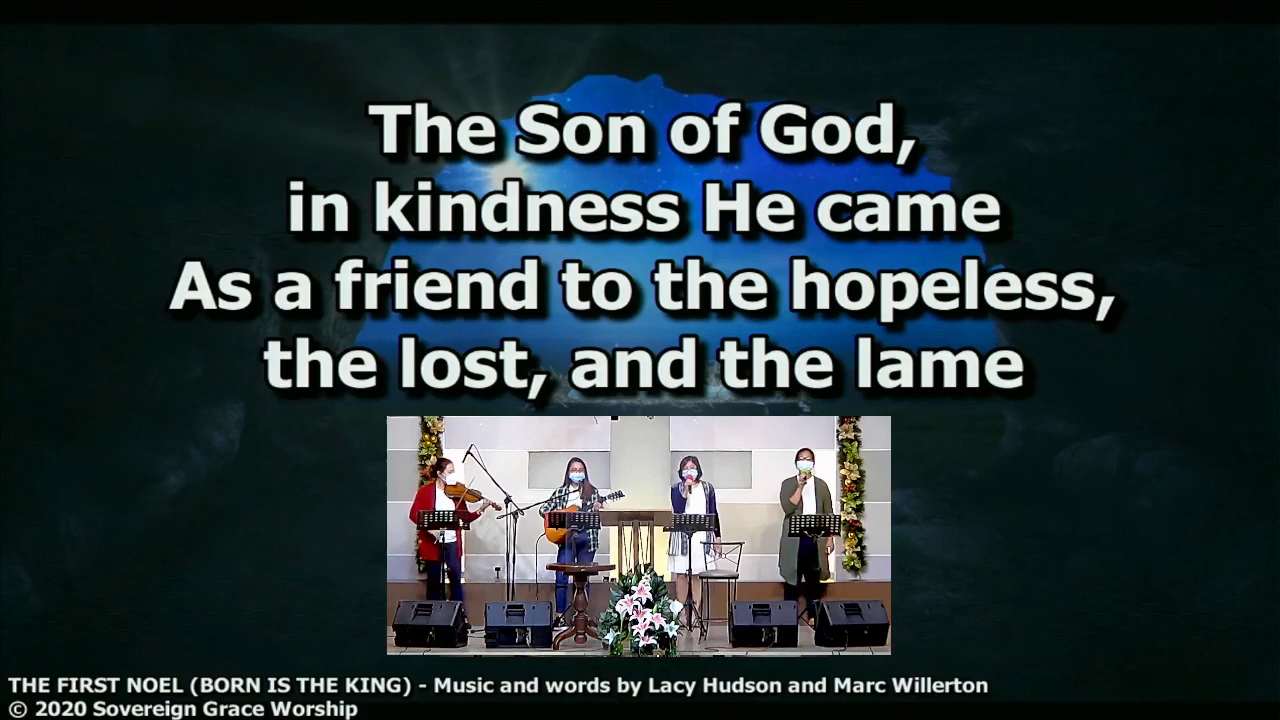 The Son of God,
in kindness He came
As a friend to the hopeless,
the lost, and the lame
THE FIRST NOEL (BORN IS THE KING) - Music and words by Lacy Hudson and Marc Willerton
© 2020 Sovereign Grace Worship